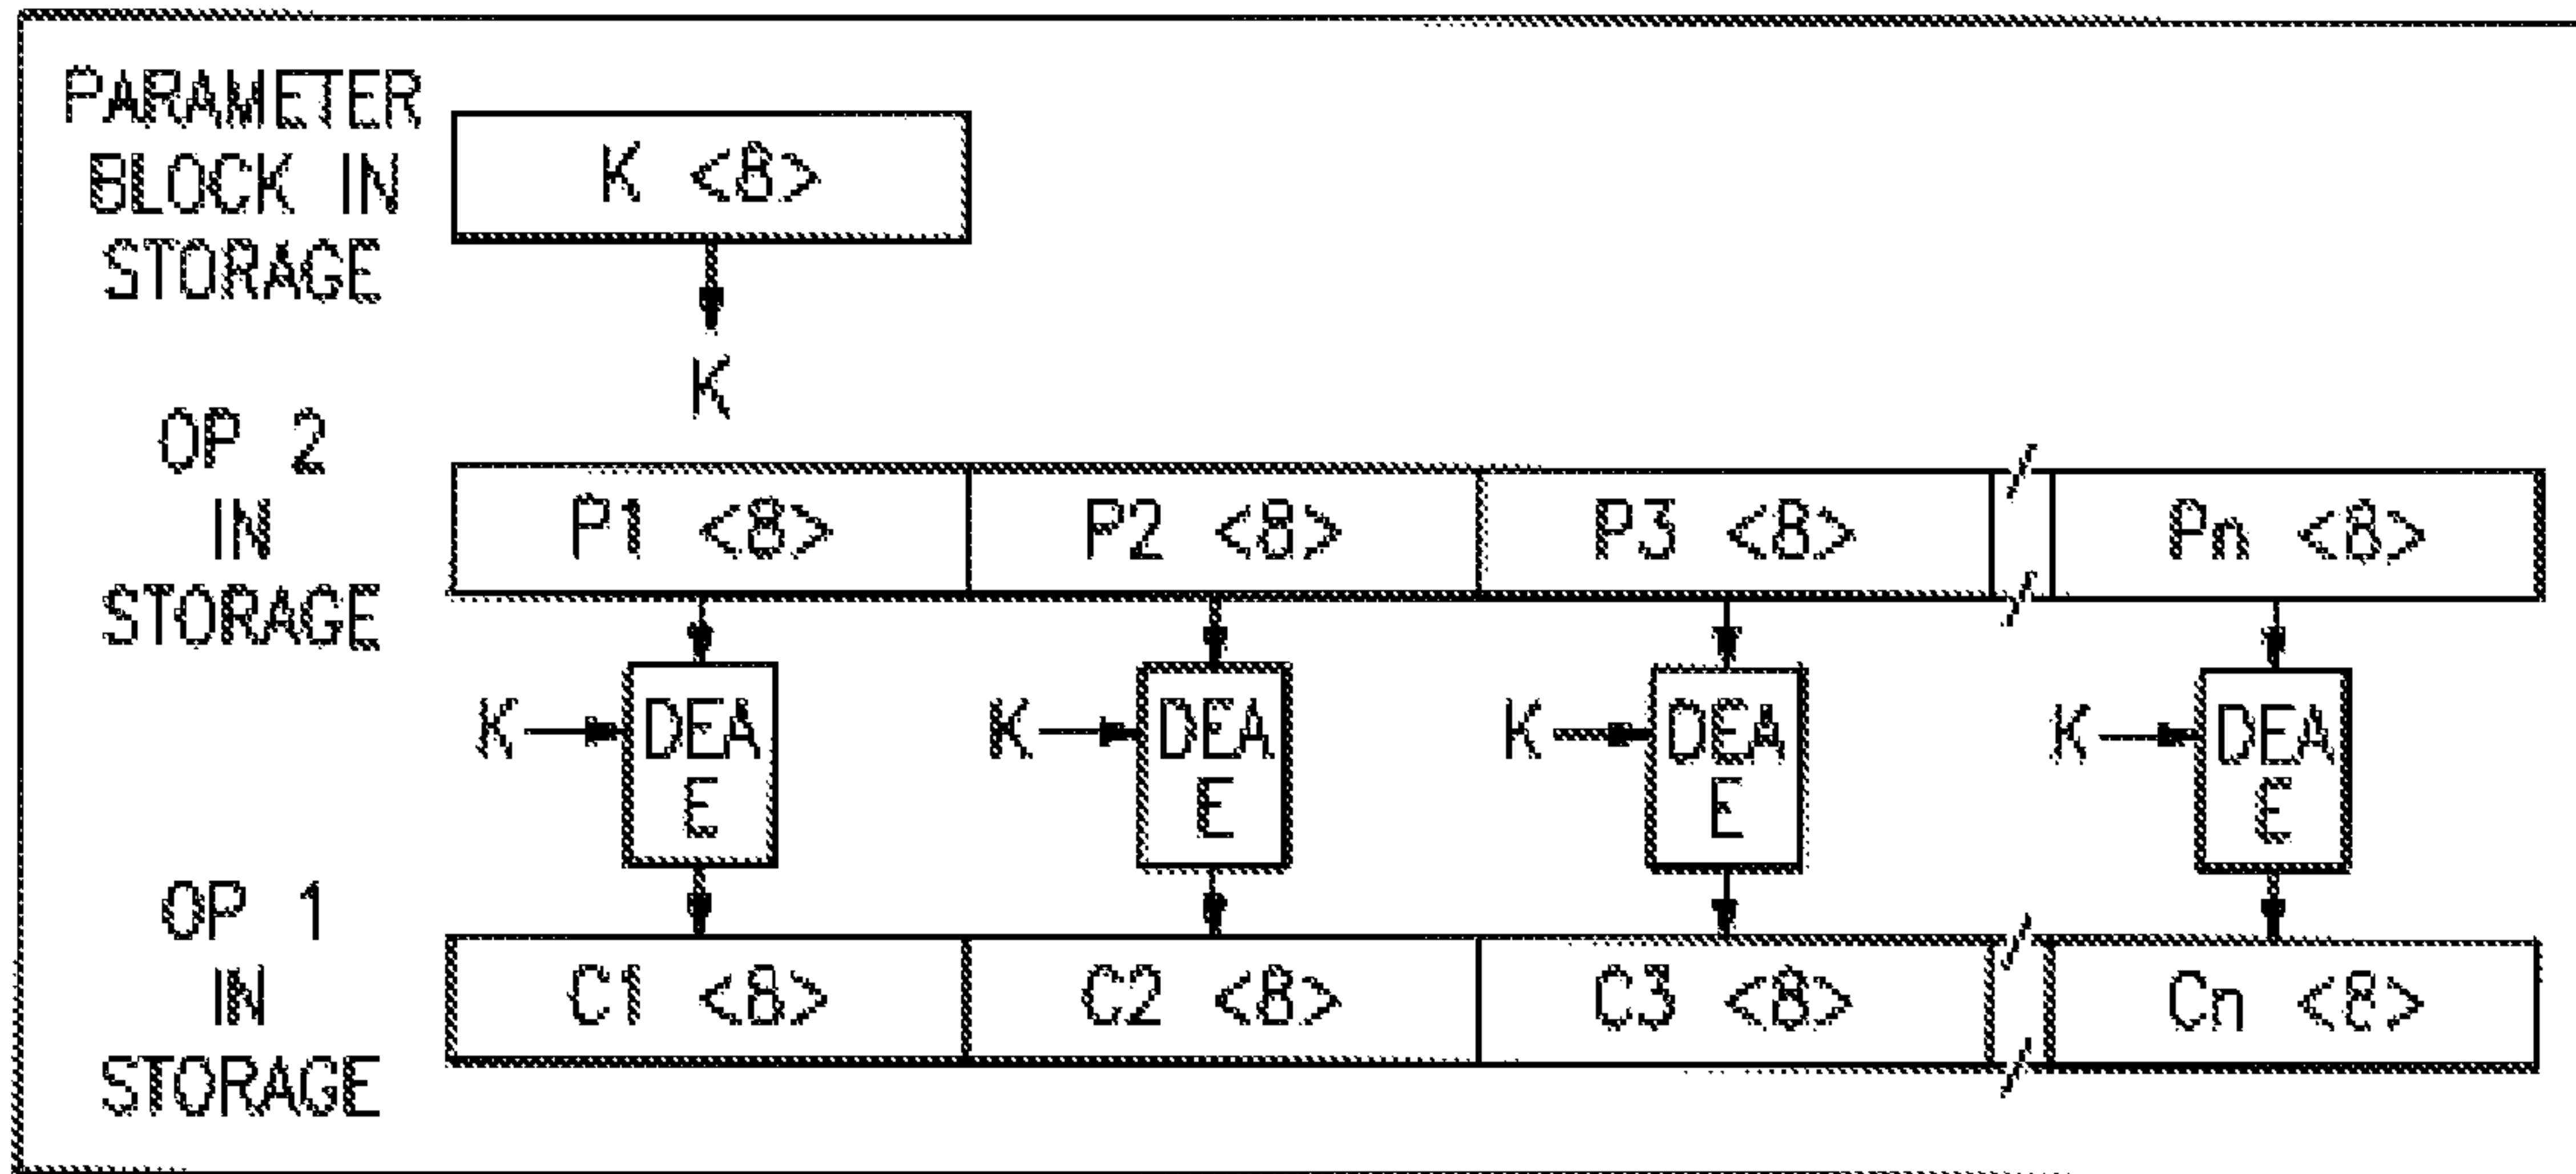 PARAMETER
BLOCK IN
STORAGE
K <8>
K
OP 2
IN
STORAGE
P1 <8> P2 <8> P3 <8> Pn <8>
K DEA K DEA K DEA K DEA
E E E E
OP 1
IN
STORAGE
C1 <8> C2 <8> C3 <8> Cn <8>